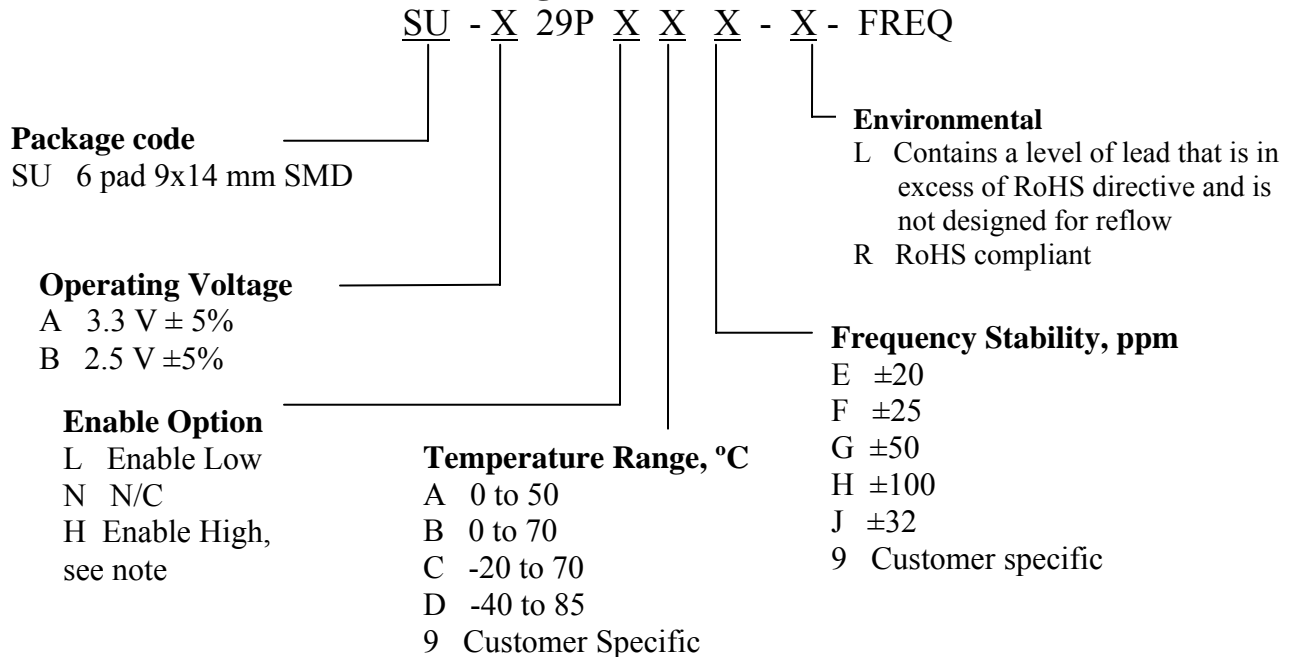 SU - X 29P X X X - X - FREQ
Package code
SU 6 pad 9x14 mm SMD
Operating Voltage
A 3.3 V ± 5%
B 2.5 V ±5%
Enable Option
L Enable Low
N N/C
H Enable High,
see note
Temperature Range, ºC
A 0 to 50
B 0 to 70
C -20 to 70
D -40 to 85
9 Customer Specific
Environmental
L Contains a level of lead that is in
excess of RoHS directive and is
not designed for reflow
R RoHS compliant
Frequency Stability, ppm
E ±20
F ±25
G ±50
H ±100
J ±32
9 Customer specific